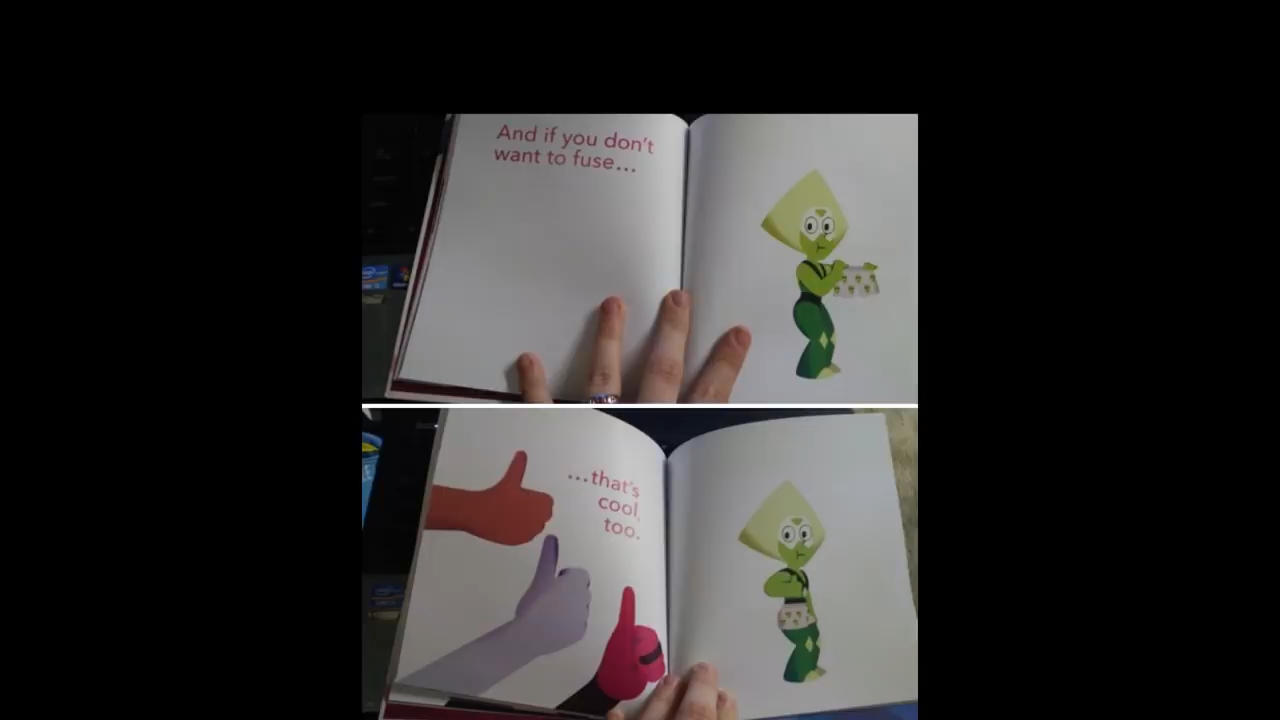 And if you don't
want to fuse...
...that's
cool,
too.